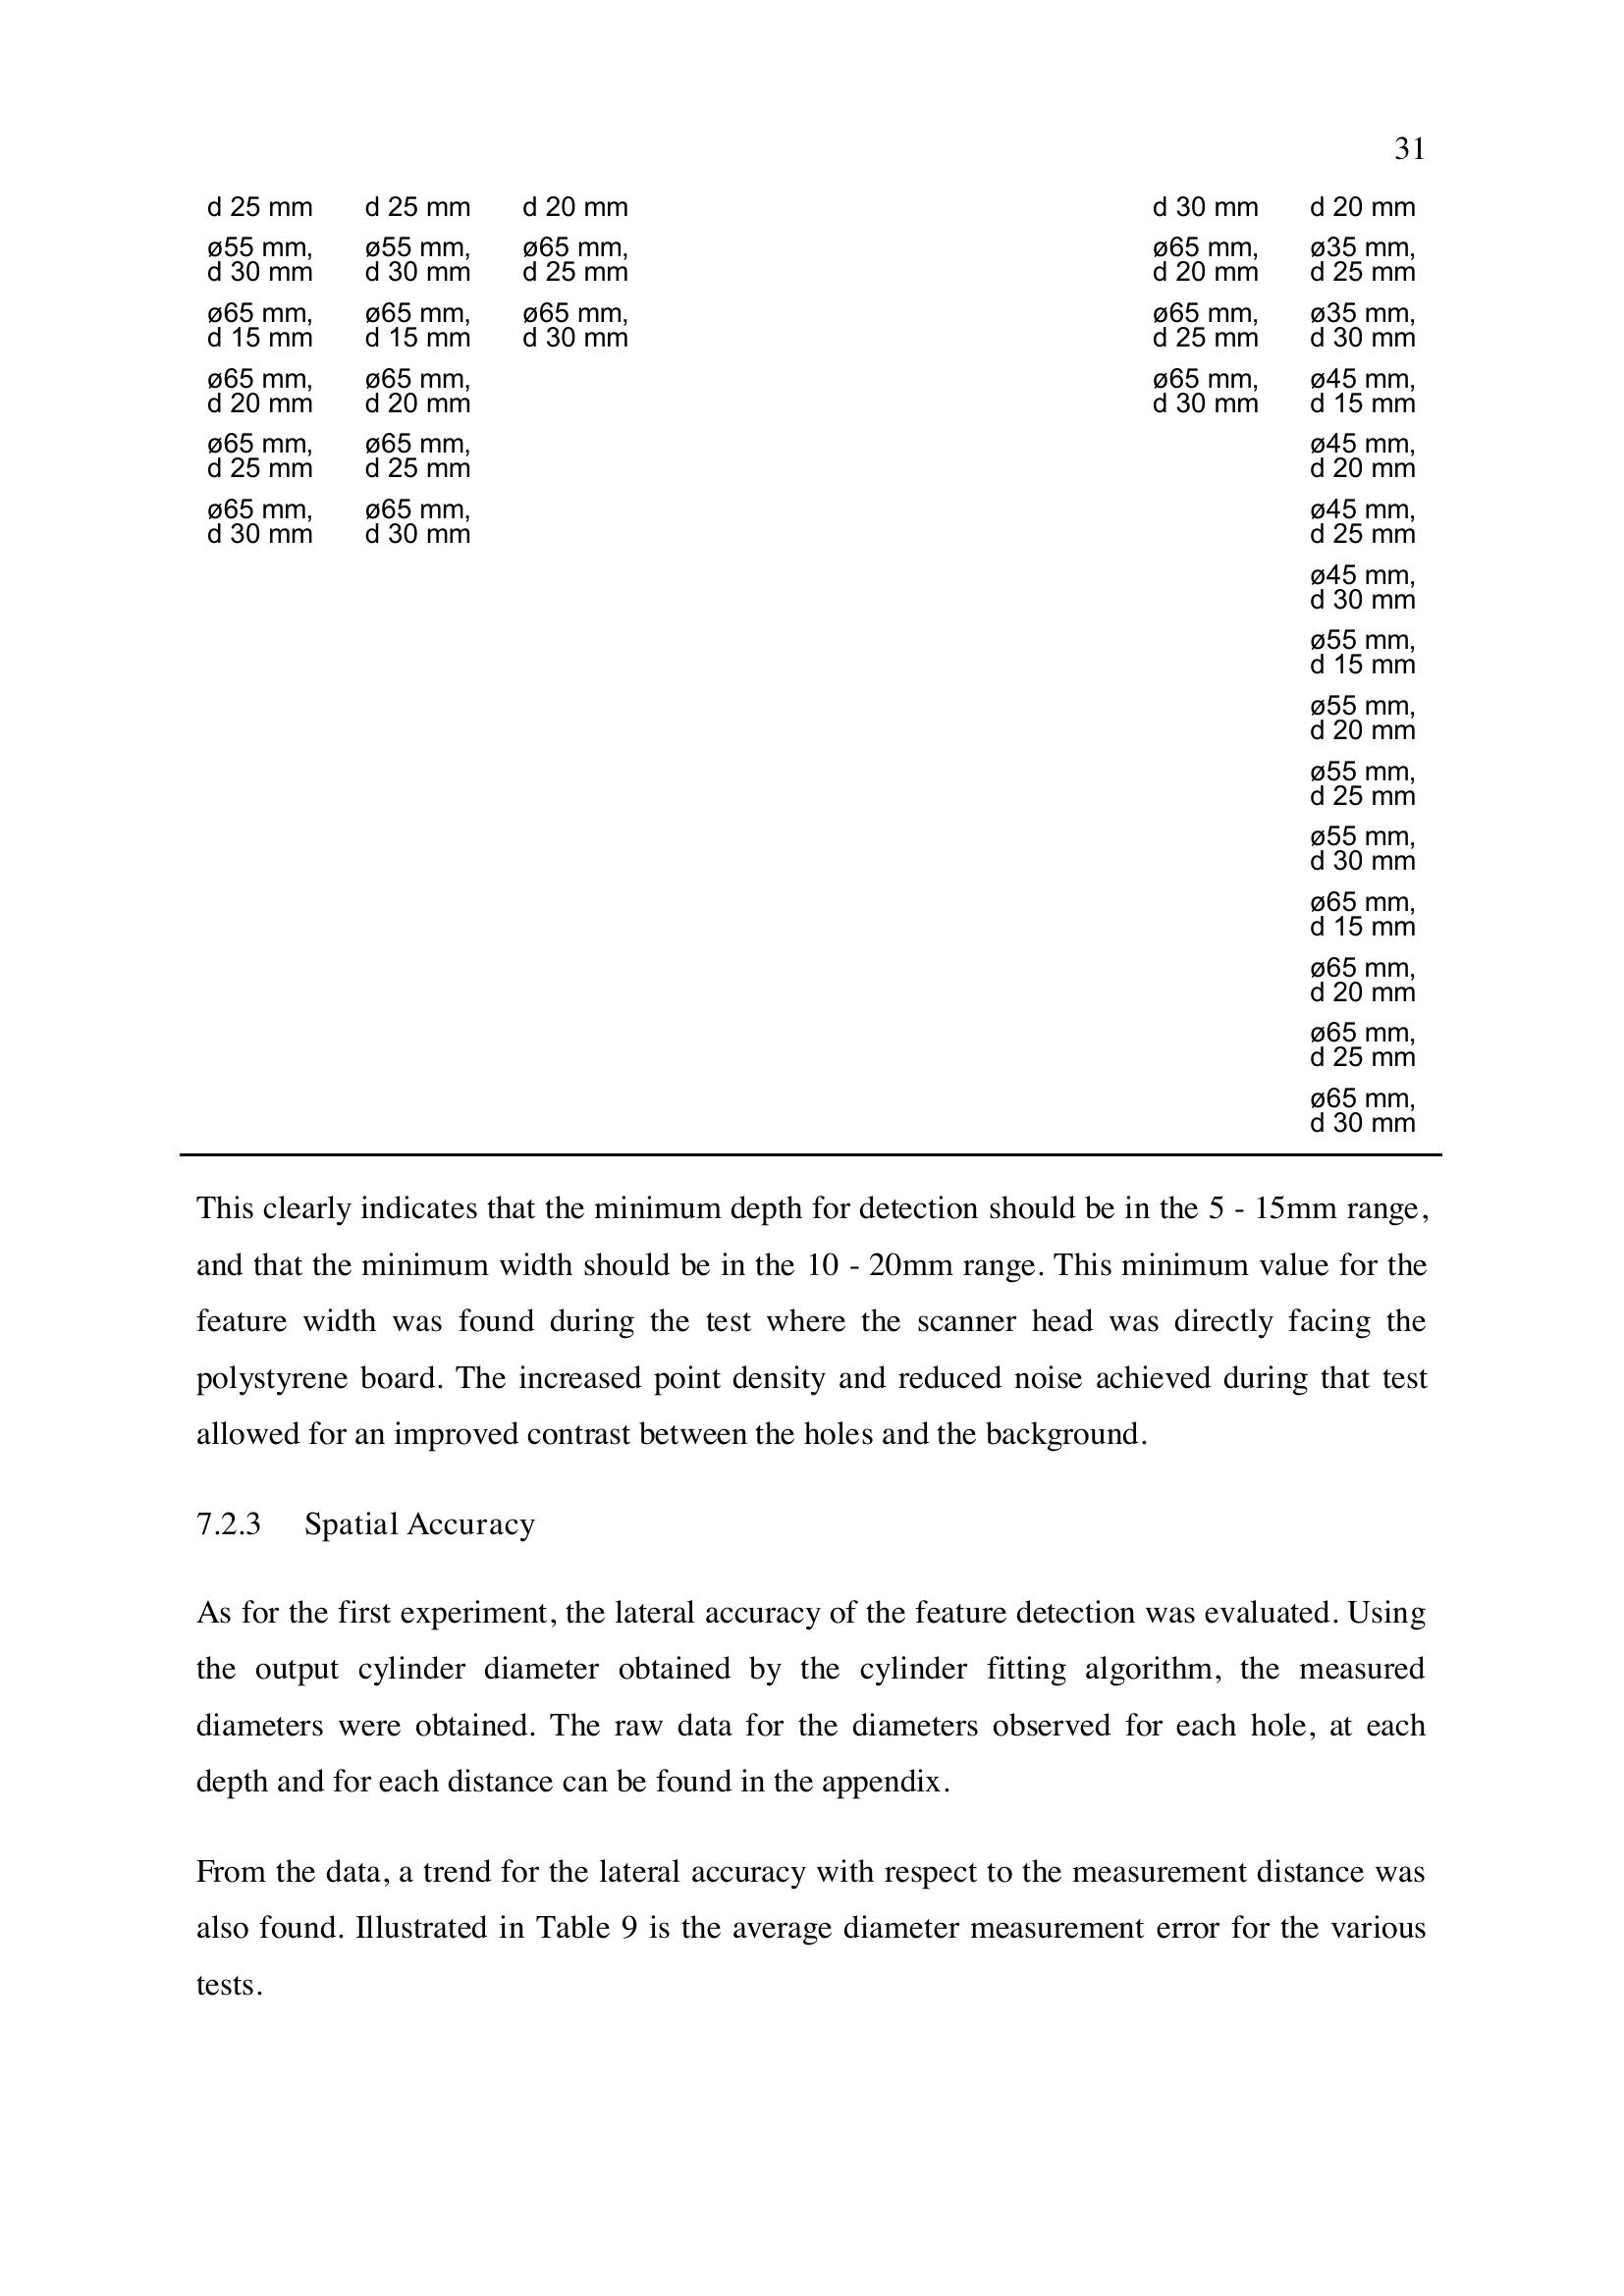 31
d 25 mm d 25 mm d 20 mm d 30 mm d 20 mm
ø55 mm, ø55 mm, ø65 mm, ø65 mm, ø35 mm,
d 30 mm d 30 mm d 25 mm d 20 mm d 25 mm
ø65 mm, ø65 mm, ø65 mm, ø65 mm, ø35 mm,
d 15 mm d 15 mm d 30 mm d 25 mm d 30 mm
ø65 mm, ø65 mm, ø65 mm, ø45 mm,
d 20 mm d 20 mm d 30 mm d 15 mm
ø65 mm, ø65 mm, ø45 mm,
d 25 mm d 25 mm d 20 mm
ø65 mm, ø65 mm, ø45 mm,
d 30 mm d 30 mm d 25 mm
ø45 mm,
d 30 mm
ø55 mm,
d 15 mm
ø55 mm,
d 20 mm
ø55 mm,
d 25 mm
ø55 mm,
d 30 mm
ø65 mm,
d 15 mm
ø65 mm,
d 20 mm
ø65 mm,
d 25 mm
ø65 mm,
d 30 mm
This clearly indicates that the minimum depth for detection should be in the 5 - 15mm range,
and that the minimum width should be in the 10 - 20mm range. This minimum value for the
feature width was found during the test where the scanner head was directly facing the
polystyrene board. The increased point density and reduced noise achieved during that test
allowed for an improved contrast between the holes and the background.
7.2.3 Spatial Accuracy
As for the first experiment, the lateral accuracy of the feature detection was evaluated. Using
the output cylinder diameter obtained by the cylinder fitting algorithm, the measured
diameters were obtained. The raw data for the diameters observed for each hole, at each
depth and for each distance can be found in the appendix.
From the data, a trend for the lateral accuracy with respect to the measurement distance was
also found. Illustrated in Table 9 is the average diameter measurement error for the various
tests.